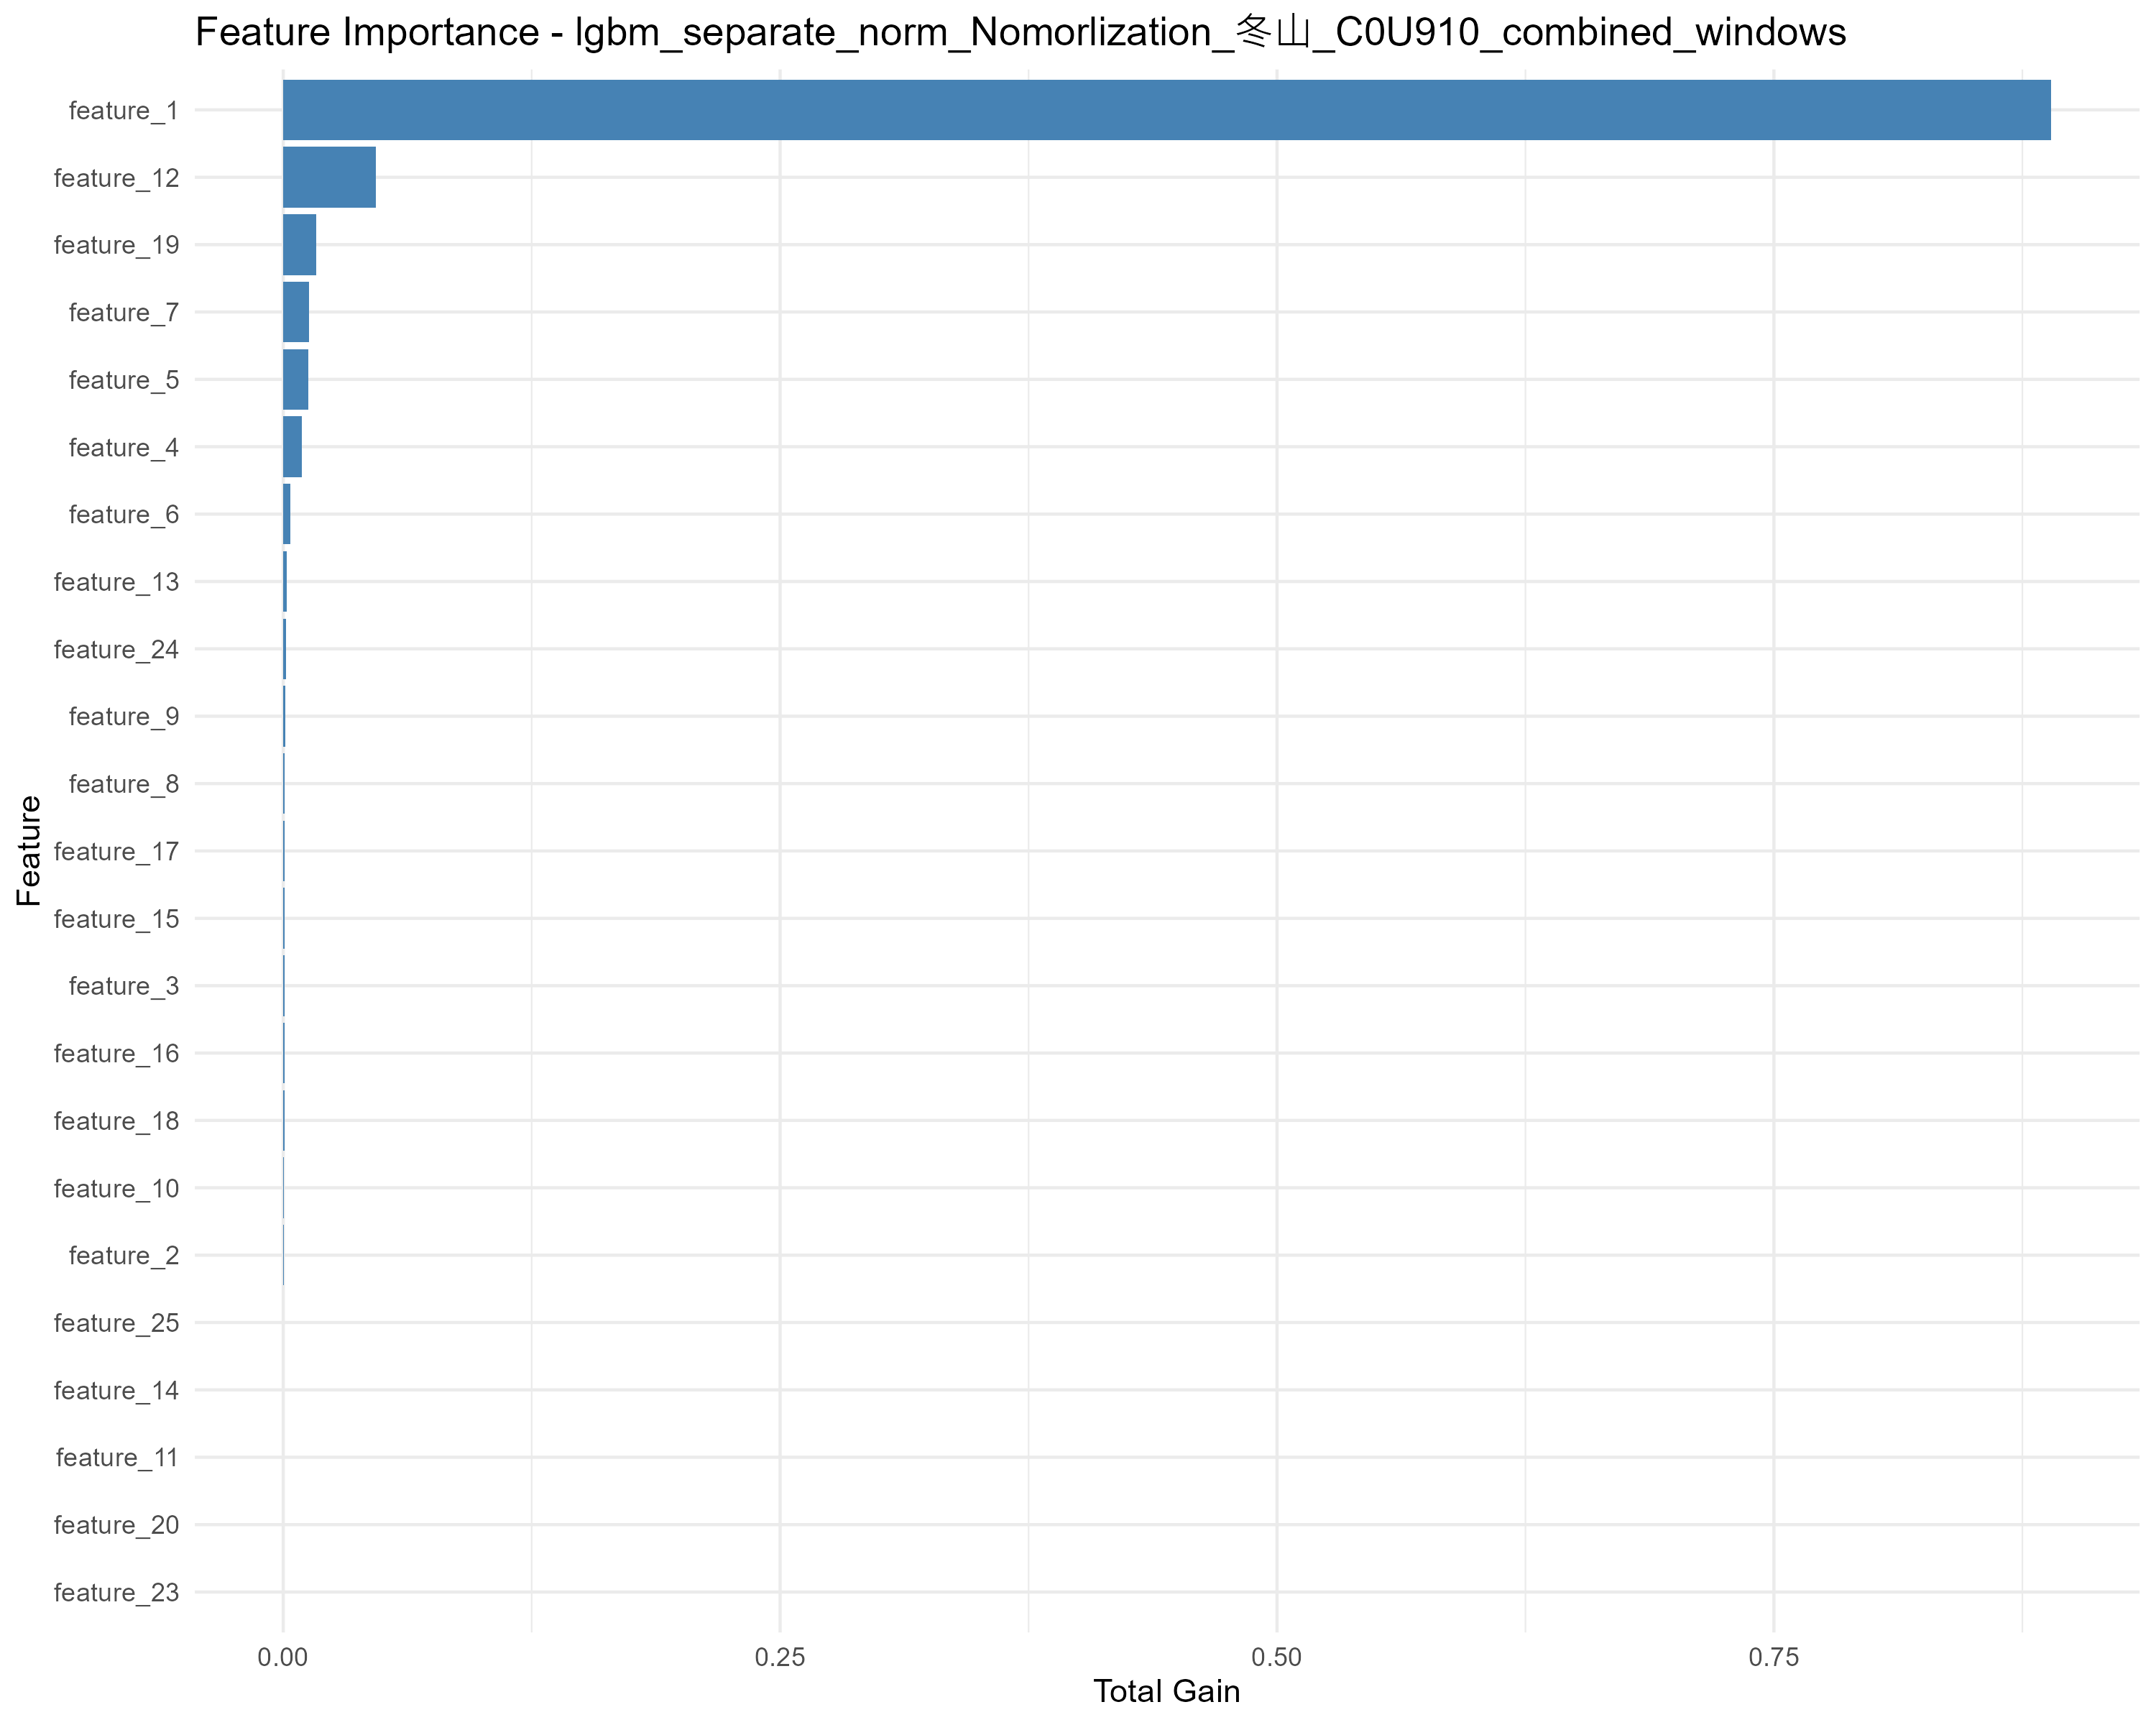 Feature Importance - lgbm_separate_norm_Nomorlization_冬山_C0U910_combined_windows
feature_1
feature_12
feature_19
feature_7
feature_5
feature_4
feature_6
feature_13
feature_24
feature_9
feature_8
feature_17
feature_15
feature_3
feature_16
feature_18
feature_10
feature_2
feature_25
feature_14
feature_11
feature_20
feature_23
Feature
0.00 0.25 0.50 0.75
Total Gain